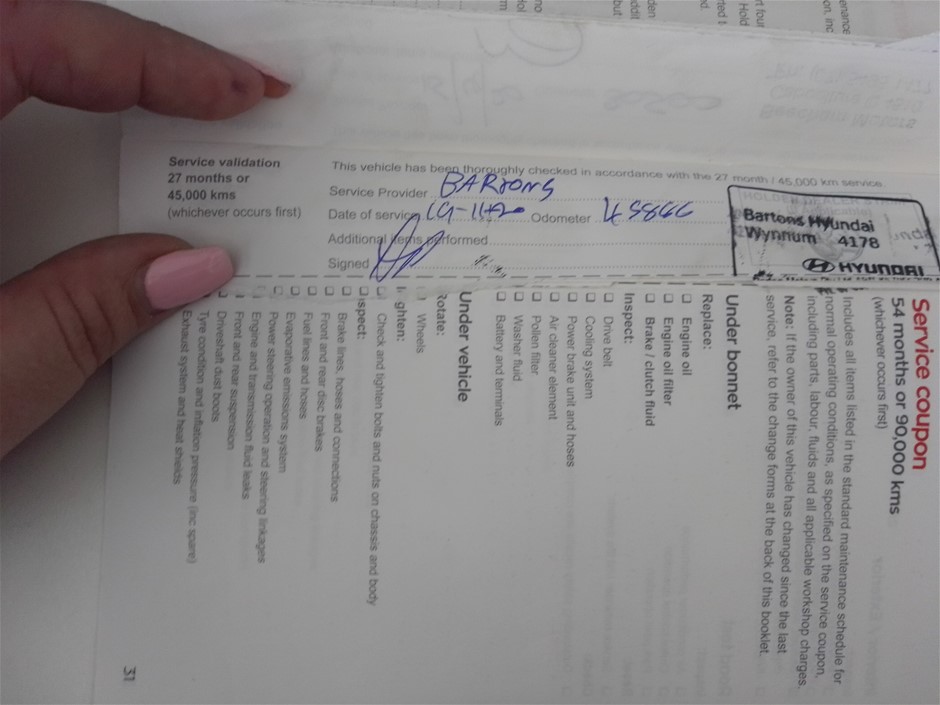 Service validation
27 months or
45,000 kms
(whichever occurs first)
This vehicle has been thoroughly checked in accordance with the 27 month / 45,000 km service.
Service Provider BARTONS
Date of service Odometer
Additional items performed
Signed
Bartons Hyundai
Wynnum 4178
HYUNDAI
Service coupon
54 months or 90,000 kms
(whichever occurs first)
Includes all items listed in the standard maintenance schedule for
normal operating conditions, as specified on the service coupon,
including parts, labour, fluids and all applicable workshop charges.
Note: If the owner of this vehicle has changed since the last
service, refer to the change forms at the back of this booklet.
Under bonnet
Replace:
Engine oil
Engine oil filter
Brake / clutch fluid
Inspect:
Drive belt
Cooling system
Power brake unit and hoses
Air cleaner element
Pollen filter
Washer fluid
Battery and terminals
Under vehicle
Rotate:
Wheels
ghten:
Check and tighten bolts and nuts on chassis and body
spect:
Brake lines, hoses and connections
Front and rear disc brakes
Fuel lines and hoses
Evaporative emissions system
Power steering operation and steering linkages
Engine and transmission fluid leaks
Front and rear suspension
Driveshaft dust boots
Tyre condition and inflation pressure (inc spare)
Exhaust system and heat shields
31